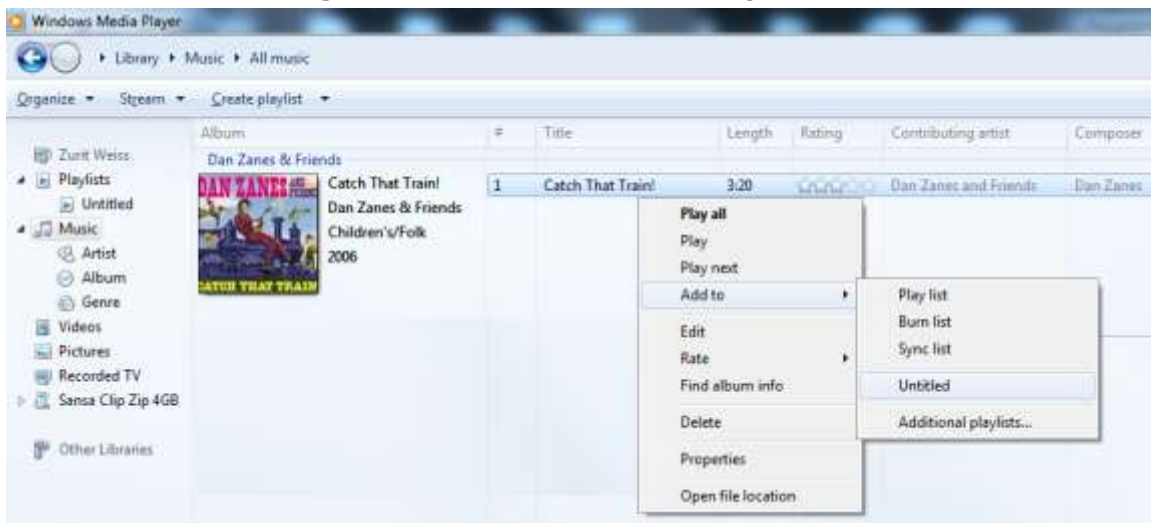 Windows Media Player
Library Music All music
Organize Stream Create playlist
Album # Title Length Rating Contributing artist Composer
Zurit Weiss
Playlists
Untitled
Music
Artist
Album
Genre
Videos
Pictures
Recorded TV
Sansa Clip Zip 4GB
Other Libraries
Dan Zanes & Friends
DAN ZANES
CATCH THAT TRAIN
Catch That Train!
Dan Zanes & Friends
Children's/Folk
2006
1 Catch That Train! 3:20 Dan Zanes and Friends Dan Zanes
Play all
Play
Play next
Add to
Edit
Rate
Find album info
Delete
Properties
Open file location
Play list
Burn list
Sync list
Untitled
Additional playlists...